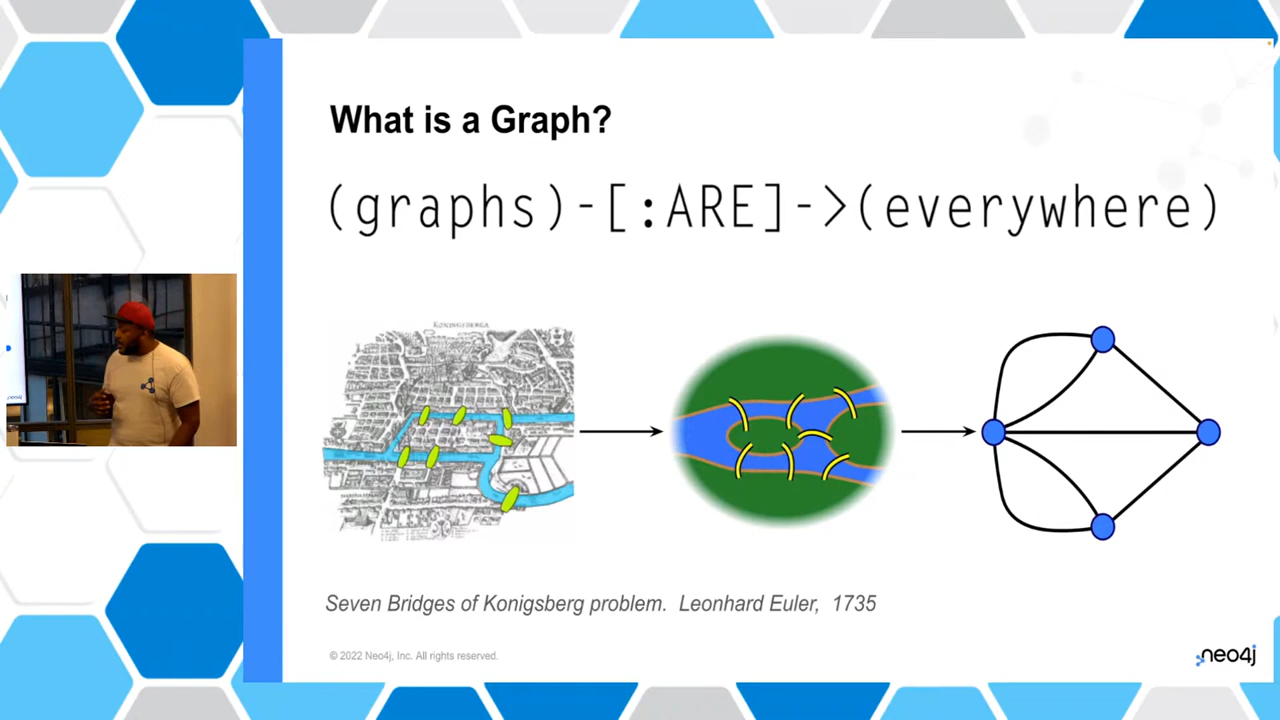 What is a Graph?
(graphs)-[:ARE]->(everywhere)
KONINGSBERGA
Seven Bridges of Konigsberg problem. Leonhard Euler, 1735
© 2022 Neo4j, Inc. All rights reserved.
neo4j